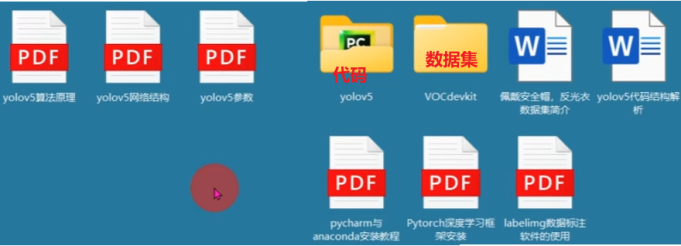 PDF
PDF
PDF
PC
代码
数据集
W
W
yolov5算法原理
yolov5网络结构
yolov5参数
yolov5
VOCdevkit
佩戴安全帽，反光衣
数据集简介
yolov5代码结构解
析
PDF
PDF
PDF
pycharm与
anaconda安装教程
Pytorch深度学习框
架安装
labelimg数据标注
软件的使用